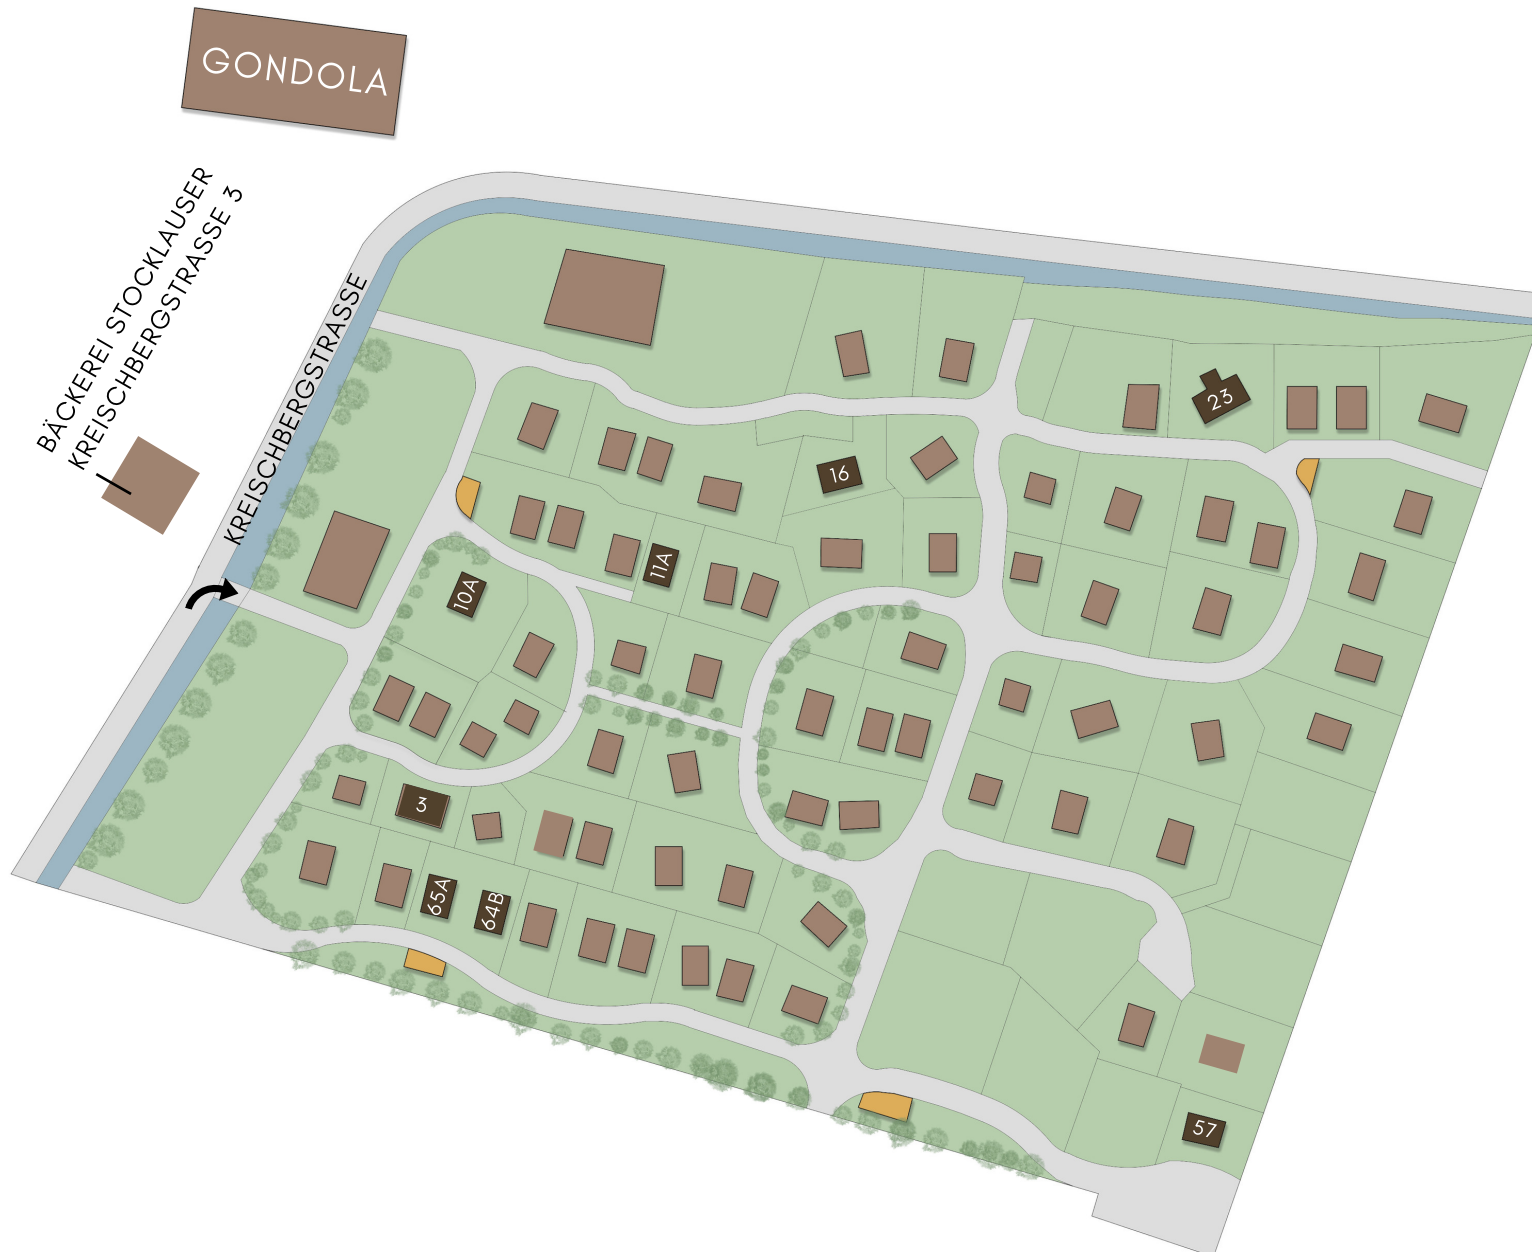 GONDOLA
BÄCKEREI STOCKLAUSER
KREISCHBERGSTRASSE 3
KREISCHBERGSTRASSE
23
16
11A
10A
3
65A
64B
57